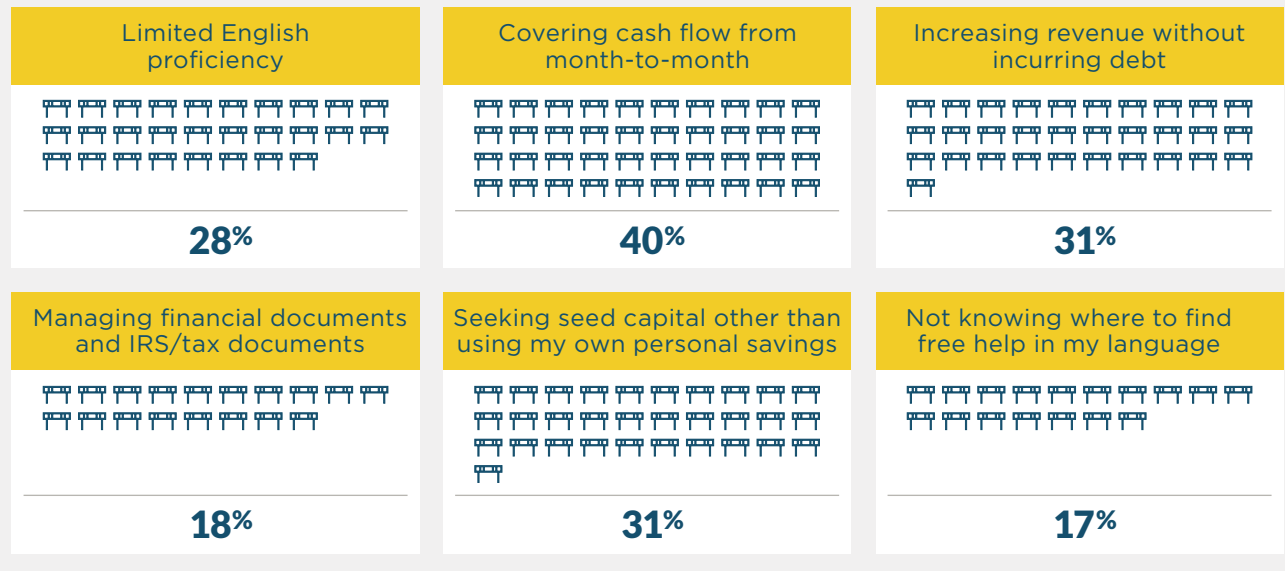 Limited English
proficiency
28%
Covering cash flow from
month-to-month
40%
Increasing revenue without
incurring debt
31%
Managing financial documents
and IRS/tax documents
18%
Seeking seed capital other than
using my own personal savings
31%
Not knowing where to find
free help in my language
17%